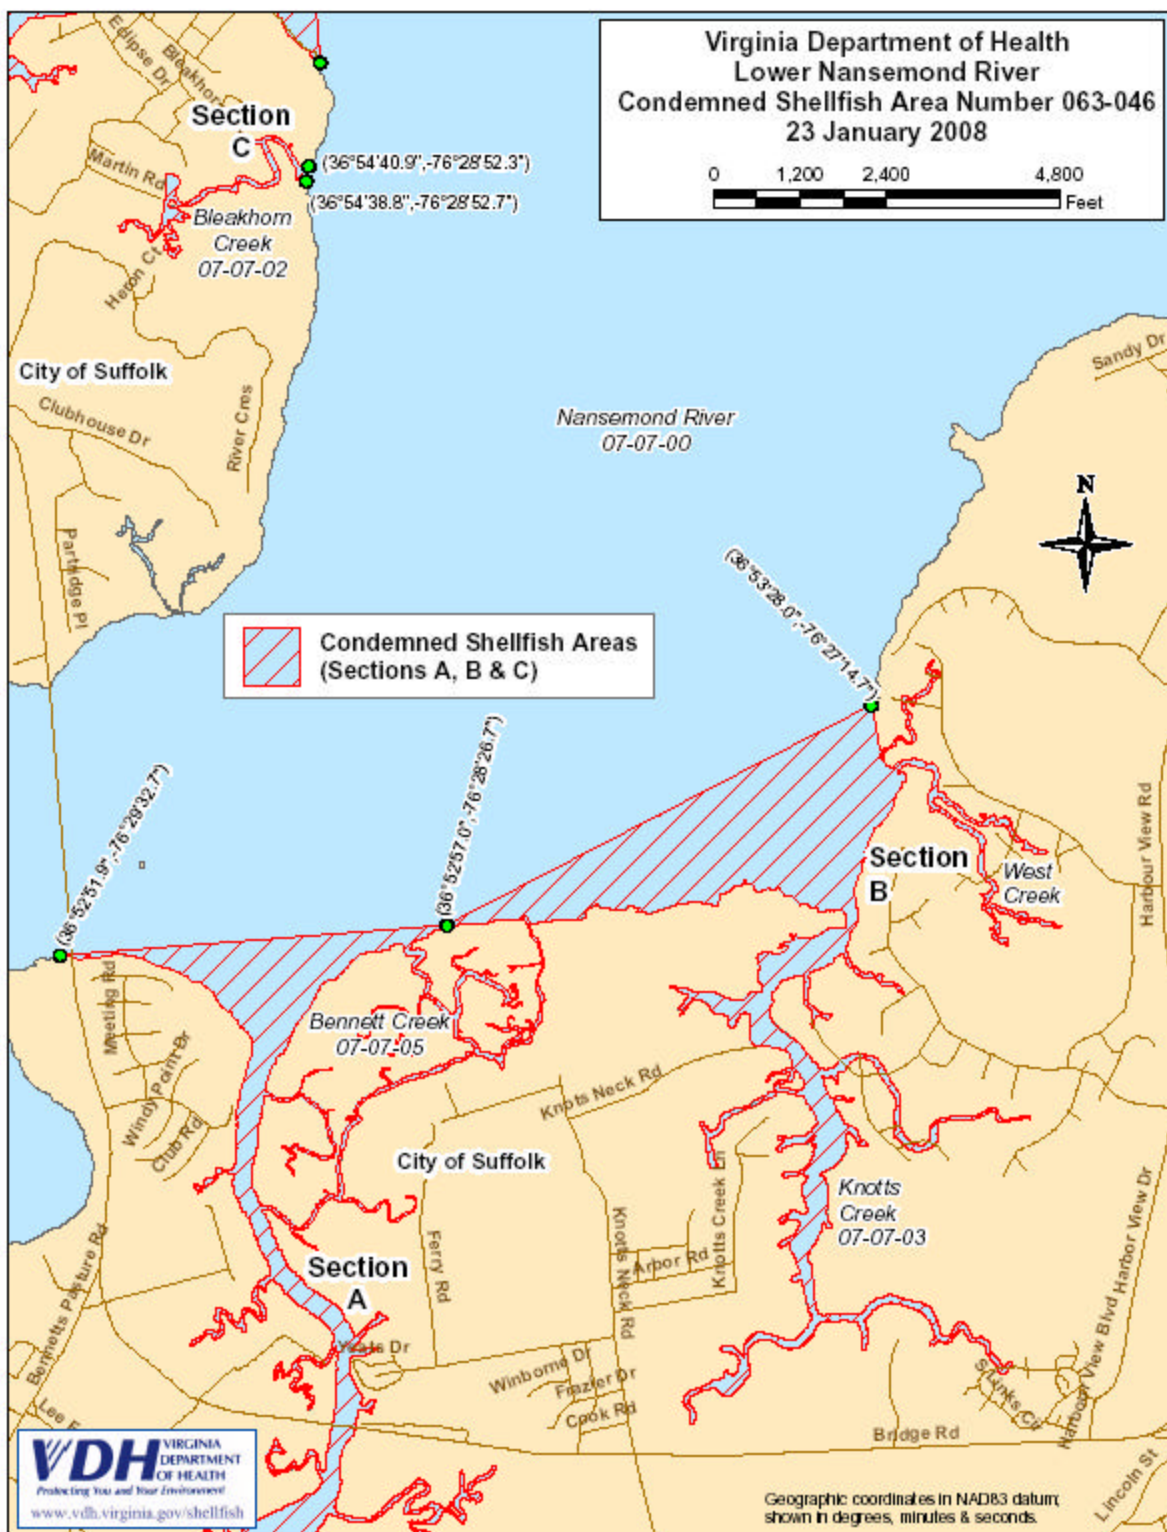 Virginia Department of Health
Lower Nansemond River
Condemned Shellfish Area Number 063-046
23 January 2008
0 1,200 2,400 4,800
Feet
Eclipse Dr
Bleakhorn
Section
C
(36°54'40.9",-76°28'52.3")
(36°54'38.8",-76°28'52.7")
Martin Rd
Bleakhorn
Creek
07-07-02
Heron Ct
City of Suffolk
Clubhouse Dr
River Cres
Partridge Pl
Nansemond River
07-07-00
Sandy Dr
N
(36°53'28.0",-76°27'14.7")
Condemned Shellfish Areas
(Sections A, B & C)
(36°52'51.9",-76°29'32.7")
(36°52'57.0",-76°28'26.7")
Section
B
West
Creek
Harbour View Rd
Meeting Rd
Windy Point Dr
Club Rd
Bennett Creek
07-07-05
Knotts Neck Rd
City of Suffolk
Knotts Creek Ln
Knotts
Creek
07-07-03
Bennetts Pasture Rd
Section
A
Ferry Rd
Knotts Neck Rd
Arbor Rd
Harbor View Dr
Harbour View Blvd
Yeats Dr
Winborne Dr
Frazier Dr
Cook Rd
S Links Cir
Bridge Rd
Lincoln St
Lee
VDH VIRGINIA
DEPARTMENT
OF HEALTH
Protecting You and Your Environment
www.vdh.virginia.gov/shellfish
Geographic coordinates in NAD83 datum;
shown in degrees, minutes & seconds.